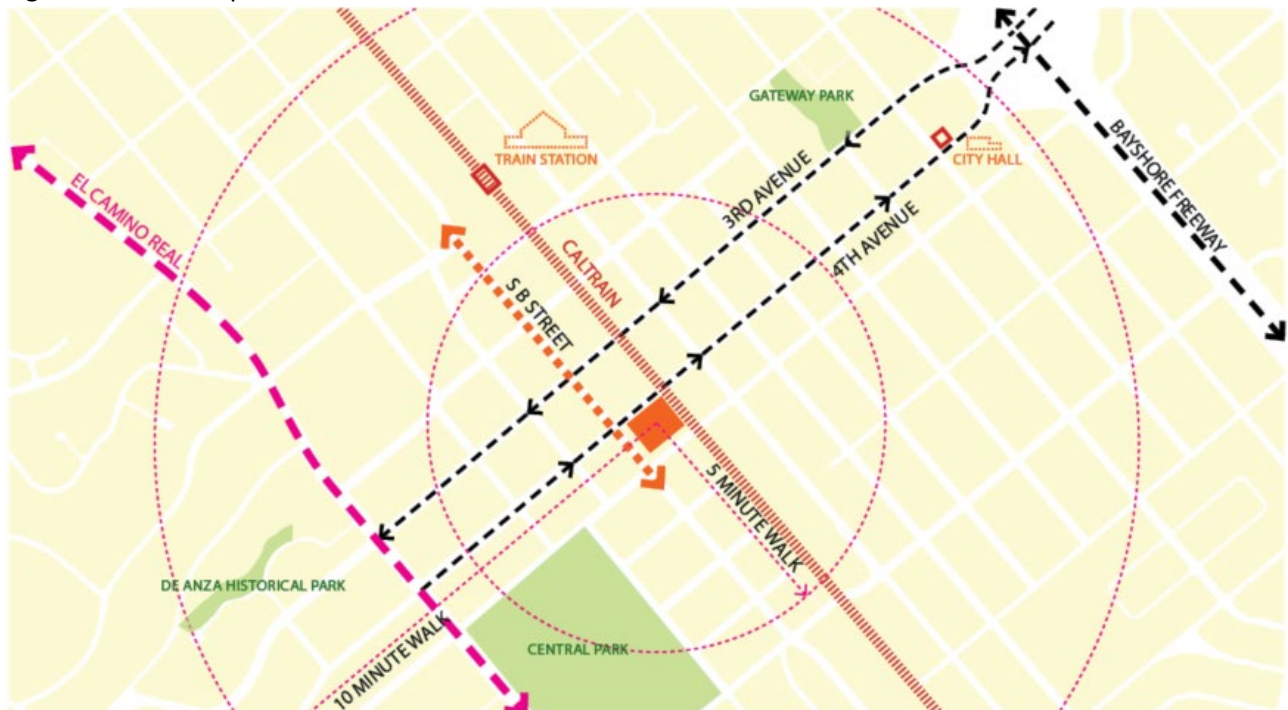 GATEWAY PARK
TRAIN STATION
CITY HALL
BAYSHORE FREEWAY
EL CAMINO REAL
3RD AVENUE
4TH AVENUE
CALTRAIN
S B STREET
5 MINUTE WALK
DE ANZA HISTORICAL PARK
10 MINUTE WALK
CENTRAL PARK